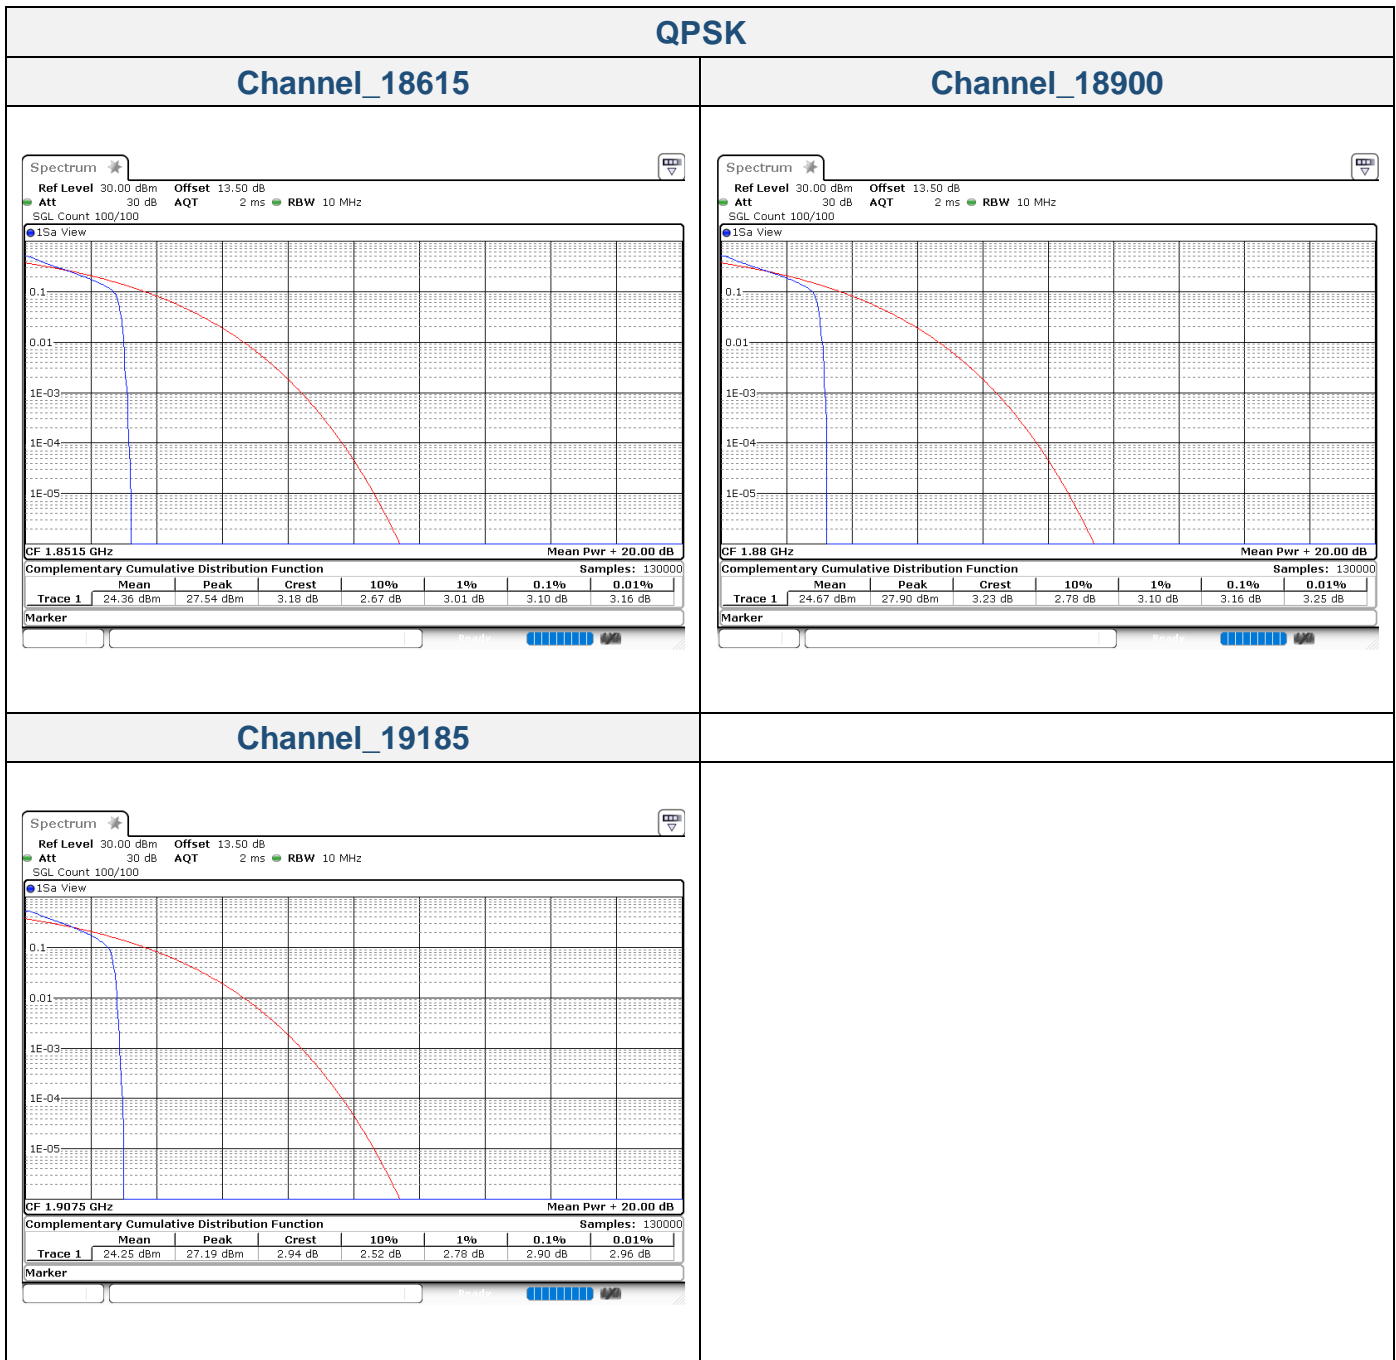 QPSK
Channel_18615
Channel_18900
Spectrum
Ref Level 30.00 dBm Offset 13.50 dB
Att 30 dB AQT 2 ms RBW 10 MHz
SGL Count 100/100
1Sa View
0.1
0.01
1E-03
1E-04
1E-05
CF 1.8515 GHz Mean Pwr + 20.00 dB
Complementary Cumulative Distribution Function Samples: 130000
Mean Peak Crest 10% 1% 0.1% 0.01%
Trace 1 24.36 dBm 27.54 dBm 3.18 dB 2.67 dB 3.01 dB 3.10 dB 3.16 dB
Marker
Ready
Spectrum
Ref Level 30.00 dBm Offset 13.50 dB
Att 30 dB AQT 2 ms RBW 10 MHz
SGL Count 100/100
1Sa View
0.1
0.01
1E-03
1E-04
1E-05
CF 1.88 GHz Mean Pwr + 20.00 dB
Complementary Cumulative Distribution Function Samples: 130000
Mean Peak Crest 10% 1% 0.1% 0.01%
Trace 1 24.67 dBm 27.90 dBm 3.23 dB 2.78 dB 3.10 dB 3.16 dB 3.25 dB
Marker
Ready
Channel_19185
Spectrum
Ref Level 30.00 dBm Offset 13.50 dB
Att 30 dB AQT 2 ms RBW 10 MHz
SGL Count 100/100
1Sa View
0.1
0.01
1E-03
1E-04
1E-05
CF 1.9075 GHz Mean Pwr + 20.00 dB
Complementary Cumulative Distribution Function Samples: 130000
Mean Peak Crest 10% 1% 0.1% 0.01%
Trace 1 24.25 dBm 27.19 dBm 2.94 dB 2.52 dB 2.78 dB 2.90 dB 2.96 dB
Marker
Ready